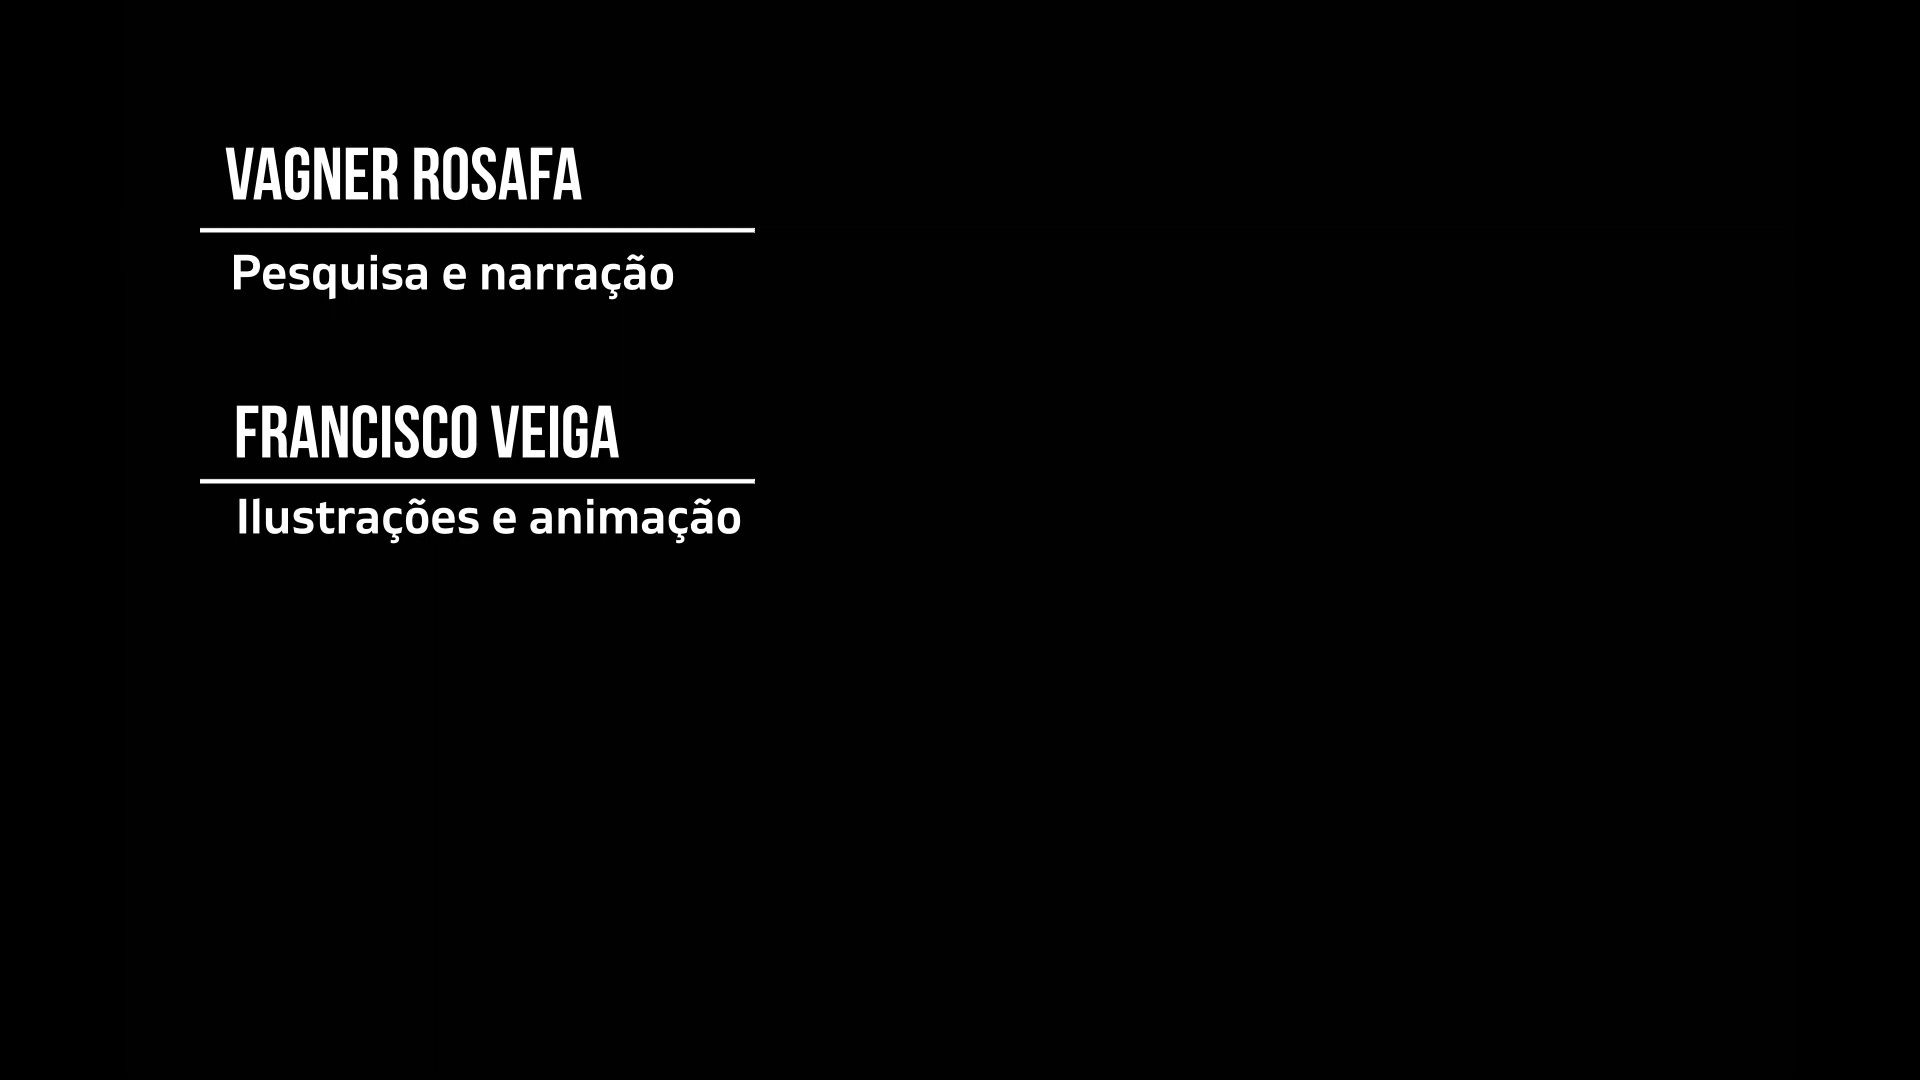 VAGNER ROSAFA
Pesquisa e narração
FRANCISCO VEIGA
Ilustrações e animação